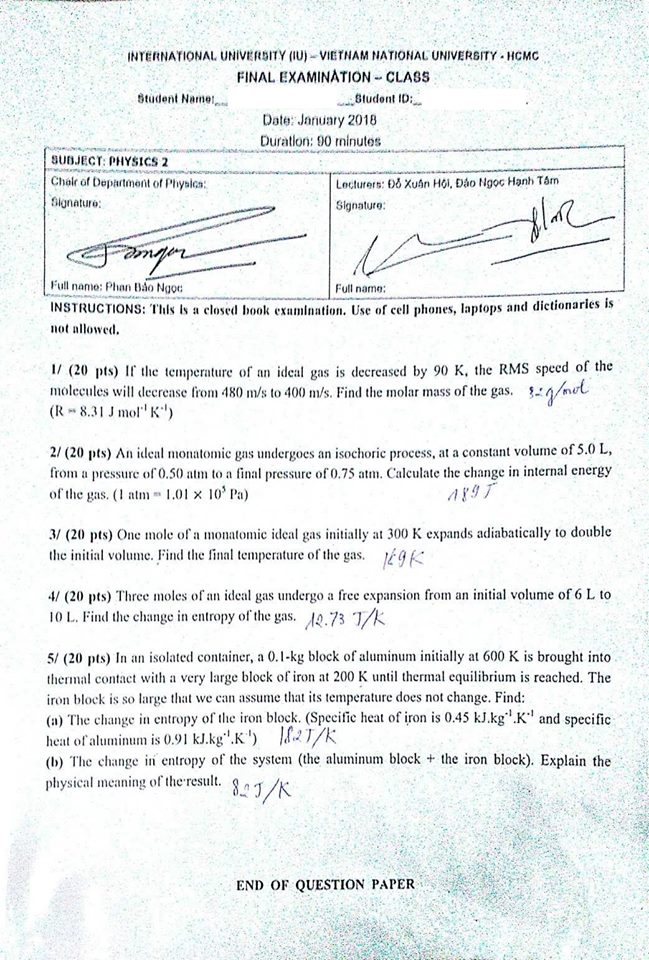 INTERNATIONAL UNIVERSITY (IU) – VIETNAM NATIONAL UNIVERSITY - HCMC
FINAL EXAMINATION – CLASS
Student Name: Student ID:
Date: January 2018
Duration: 90 minutes
SUBJECT: PHYSICS 2
Chair of Department of Physics:
Signature:
Full name: Phan Bảo Ngọc
Lecturers: Đỗ Xuân Hội, Đào Ngọc Hạnh Tâm
Signature:
Full name:
INSTRUCTIONS: This is a closed book examination. Use of cell phones, laptops and dictionaries is
not allowed.
1/ (20 pts) If the temperature of an ideal gas is decreased by 90 K, the RMS speed of the
molecules will decrease from 480 m/s to 400 m/s. Find the molar mass of the gas. 32 g/mol
(R = 8.31 J mol⁻¹ K⁻¹)
2/ (20 pts) An ideal monatomic gas undergoes an isochoric process, at a constant volume of 5.0 L,
from a pressure of 0.50 atm to a final pressure of 0.75 atm. Calculate the change in internal energy
of the gas. (1 atm = 1.01 × 10⁵ Pa) 189 J
3/ (20 pts) One mole of a monatomic ideal gas initially at 300 K expands adiabatically to double
the initial volume. Find the final temperature of the gas. 189 K
4/ (20 pts) Three moles of an ideal gas undergo a free expansion from an initial volume of 6 L to
10 L. Find the change in entropy of the gas. 12.73 J/K
5/ (20 pts) In an isolated container, a 0.1-kg block of aluminum initially at 600 K is brought into
thermal contact with a very large block of iron at 200 K until thermal equilibrium is reached. The
iron block is so large that we can assume that its temperature does not change. Find:
(a) The change in entropy of the iron block. (Specific heat of iron is 0.45 kJ.kg⁻¹.K⁻¹ and specific
heat of aluminum is 0.91 kJ.kg⁻¹.K⁻¹) 182 J/K
(b) The change in entropy of the system (the aluminum block + the iron block). Explain the
physical meaning of the result. 82 J/K
END OF QUESTION PAPER